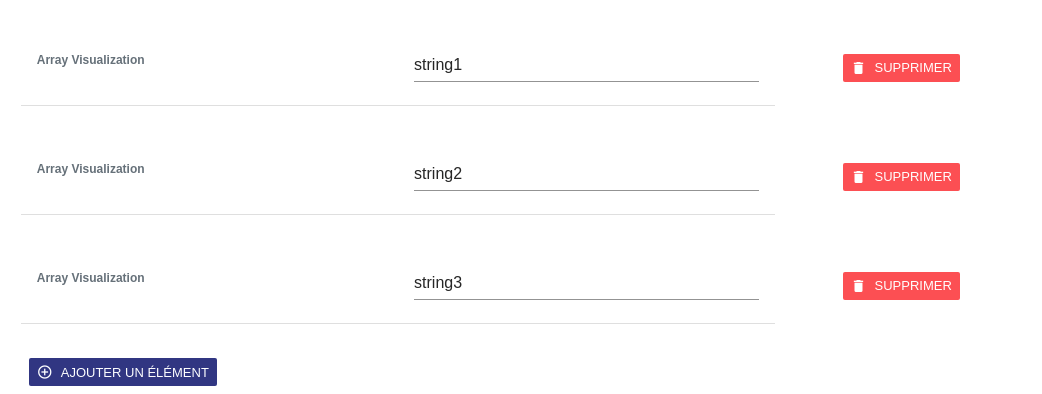 Array Visualization
string1
SUPPRIMER
Array Visualization
string2
SUPPRIMER
Array Visualization
string3
SUPPRIMER
AJOUTER UN ÉLÉMENT